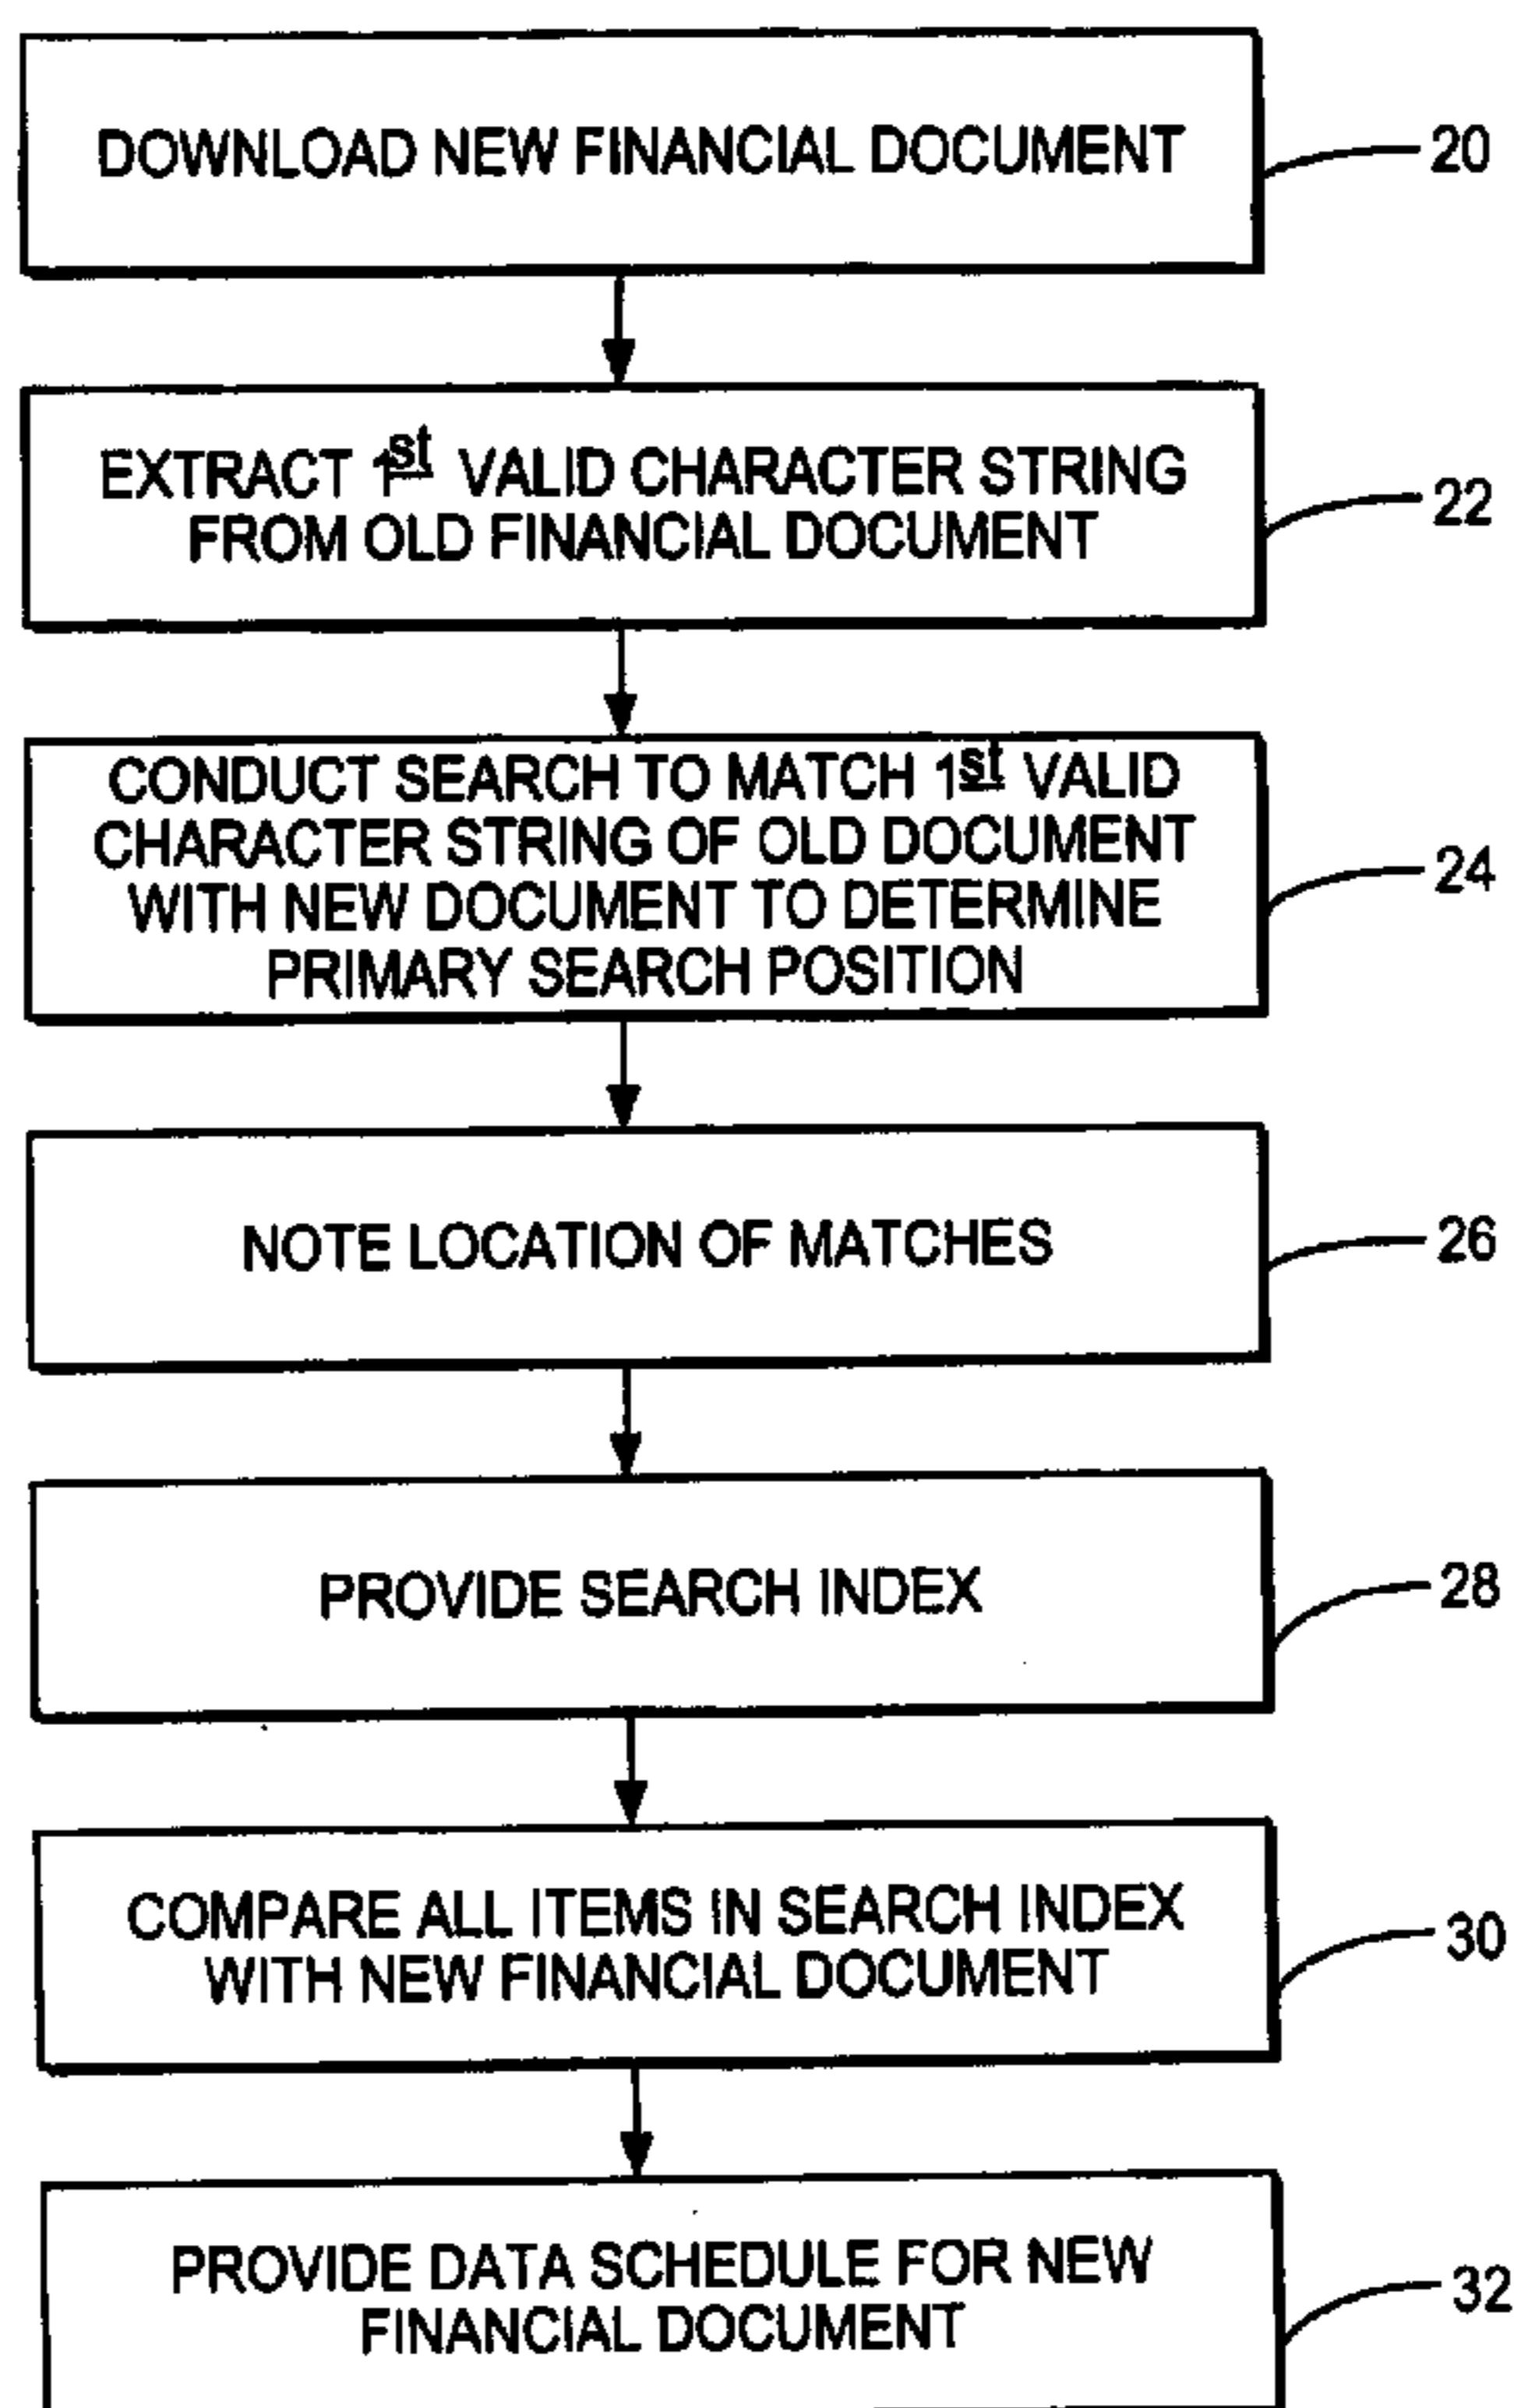 DOWNLOAD NEW FINANCIAL DOCUMENT
20
EXTRACT 1st VALID CHARACTER STRING
FROM OLD FINANCIAL DOCUMENT
22
CONDUCT SEARCH TO MATCH 1st VALID
CHARACTER STRING OF OLD DOCUMENT
WITH NEW DOCUMENT TO DETERMINE
PRIMARY SEARCH POSITION
24
NOTE LOCATION OF MATCHES
26
PROVIDE SEARCH INDEX
28
COMPARE ALL ITEMS IN SEARCH INDEX
WITH NEW FINANCIAL DOCUMENT
30
PROVIDE DATA SCHEDULE FOR NEW
FINANCIAL DOCUMENT
32